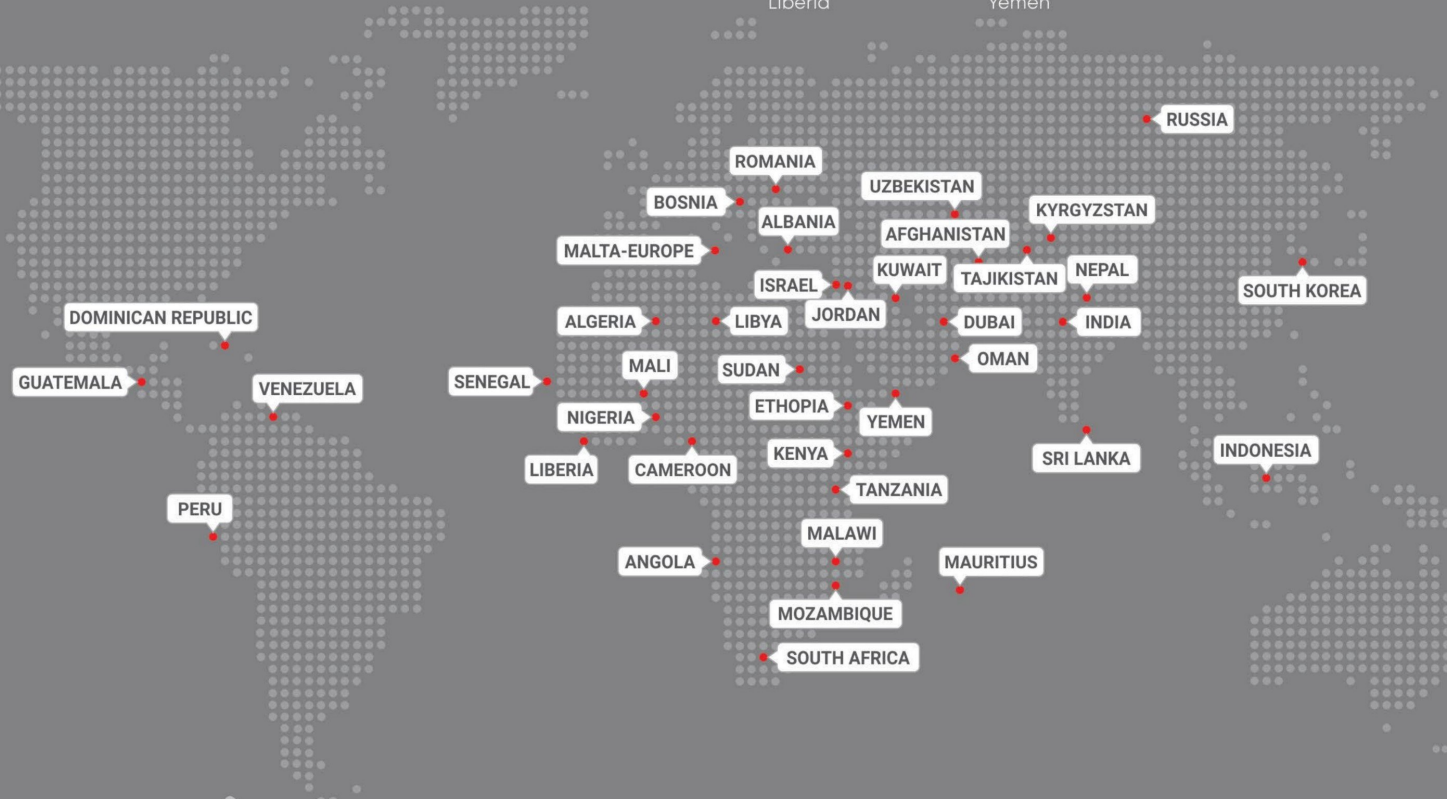 Liberia Yemen
RUSSIA
ROMANIA
UZBEKISTAN
BOSNIA
KYRGYZSTAN
ALBANIA
AFGHANISTAN
MALTA-EUROPE
KUWAIT
NEPAL
TAJIKISTAN
ISRAEL
SOUTH KOREA
JORDAN
DOMINICAN REPUBLIC
ALGERIA
LIBYA
DUBAI
INDIA
OMAN
MALI
SUDAN
GUATEMALA
SENEGAL
VENEZUELA
ETHOPIA
NIGERIA
YEMEN
INDONESIA
KENYA
SRI LANKA
LIBERIA
CAMEROON
TANZANIA
PERU
MALAWI
ANGOLA
MAURITIUS
MOZAMBIQUE
SOUTH AFRICA